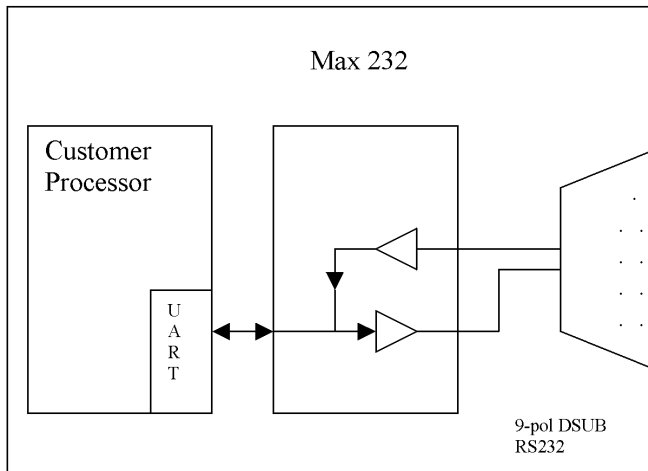 Max 232
Customer
Processor
U
A
R
T
9-pol DSUB
RS232